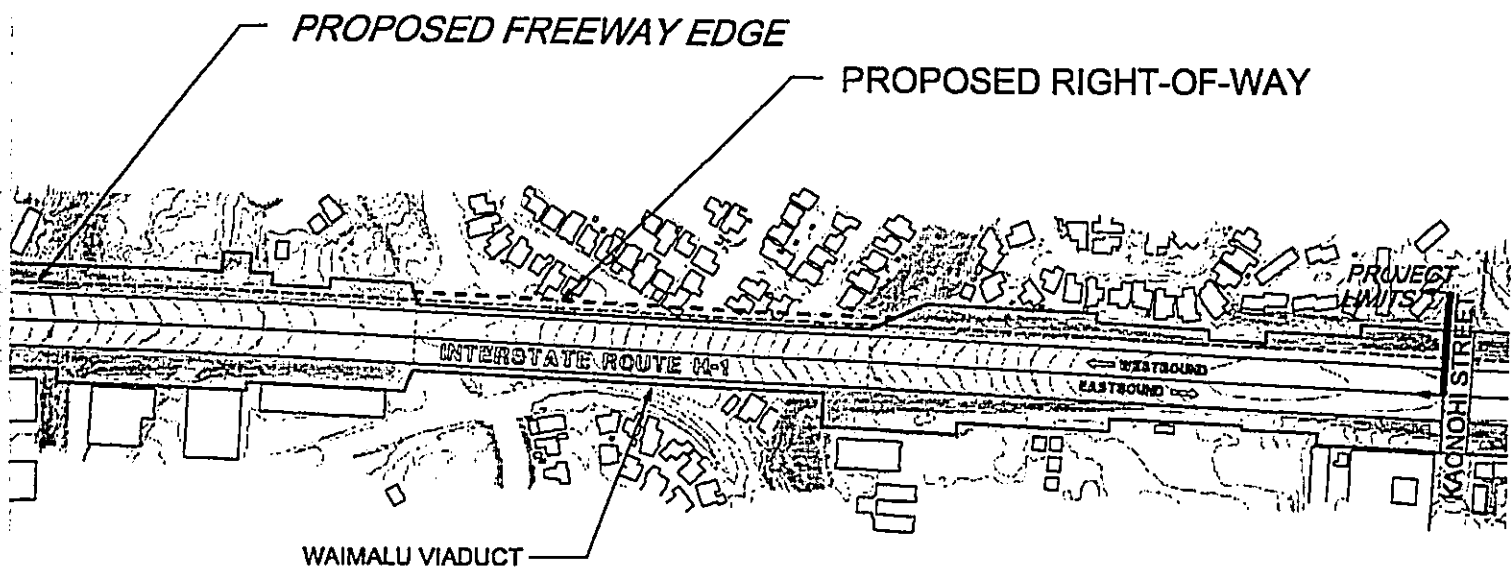 PROPOSED FREEWAY EDGE
PROPOSED RIGHT-OF-WAY
PROJECT
LIMITS
INTERSTATE ROUTE H-1
WESTBOUND
EASTBOUND
KAONOHI STREET
WAIMALU VIADUCT